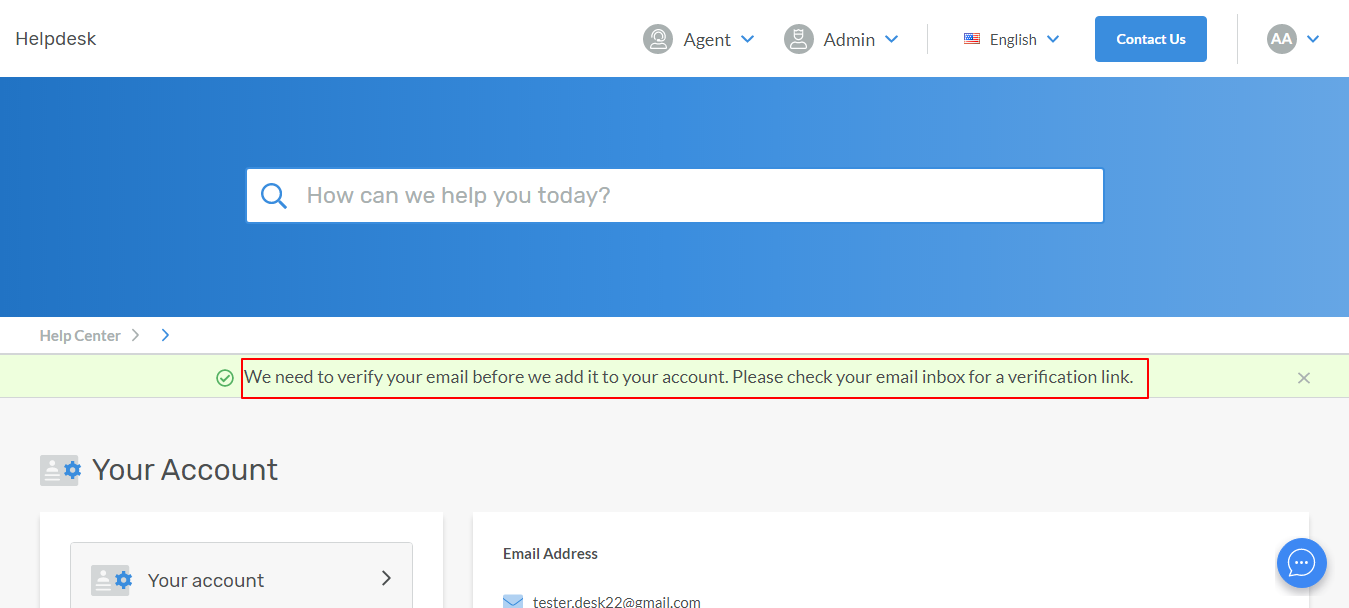 Helpdesk
Agent
Admin
English
Contact Us
AA
How can we help you today?
Help Center
We need to verify your email before we add it to your account. Please check your email inbox for a verification link.
Your Account
Your account
Email Address
tester.desk22@gmail.com